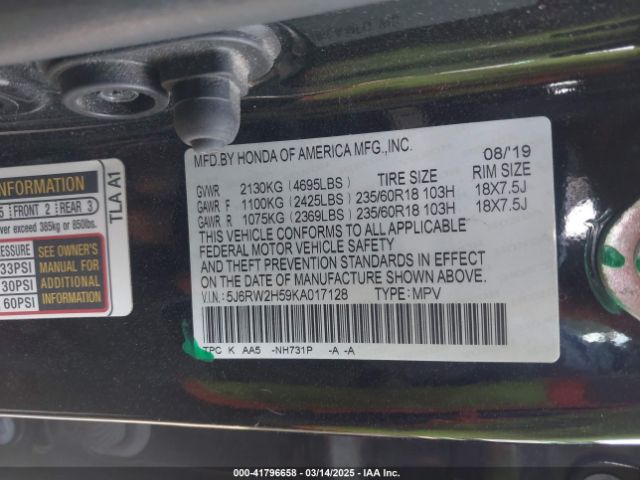 MFD.BY HONDA OF AMERICA MFG.,INC. 08/'19
GVWR 2130KG (4695LBS) TIRE SIZE RIM SIZE
GAWR F 1100KG (2425LBS) 235/60R18 103H 18X7.5J
GAWR R 1075KG (2369LBS) 235/60R18 103H 18X7.5J
THIS VEHICLE CONFORMS TO ALL APPLICABLE
FEDERAL MOTOR VEHICLE SAFETY
AND THEFT PREVENTION STANDARDS IN EFFECT
ON THE DATE OF MANUFACTURE SHOWN ABOVE.
V.I.N: 5J6RW2H59KA017128 TYPE: MPV
TPC K AA5 -NH731P -A -A
INFORMATION
5 FRONT 2 REAR 3
exceed 385kg or 850lbs.
TLA A1
PRESSURE SEE OWNER'S
33PSI MANUAL FOR
30PSI ADDITIONAL
60PSI INFORMATION
000-41796658 - 03/14/2025 - IAA Inc.